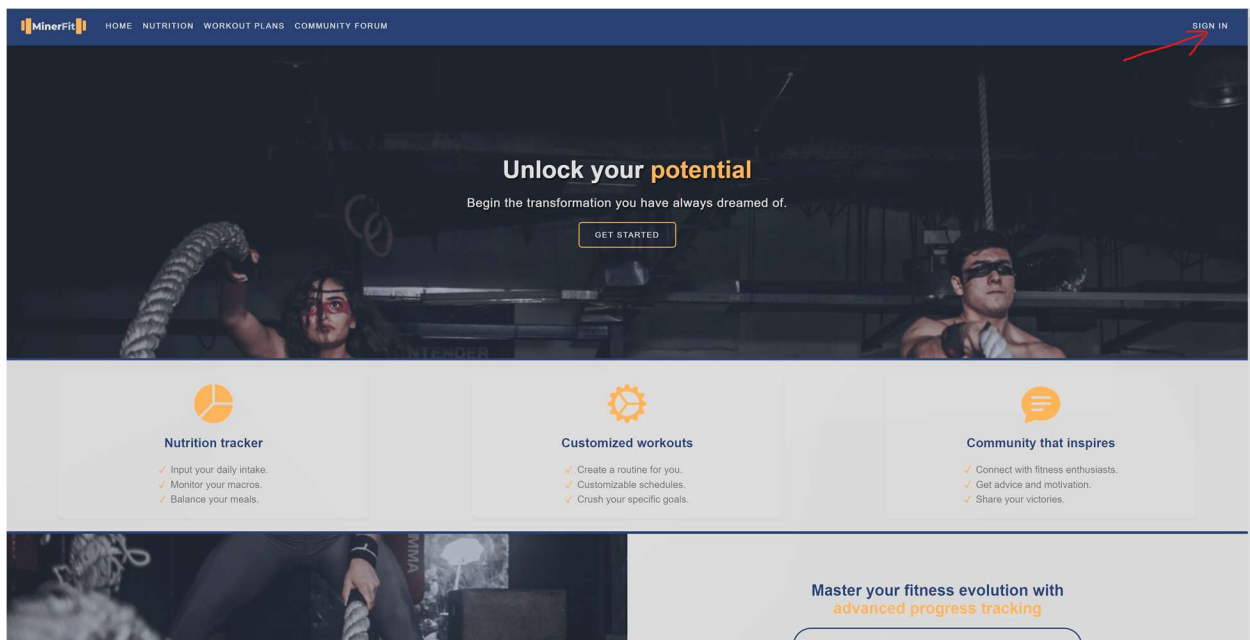 MinerFit HOME NUTRITION WORKOUT PLANS COMMUNITY FORUM SIGN IN
Unlock your potential
Begin the transformation you have always dreamed of.
GET STARTED
Nutrition tracker
✓ Input your daily intake.
✓ Monitor your macros.
✓ Balance your meals.
Customized workouts
✓ Create a routine for you.
✓ Customizable schedules.
✓ Crush your specific goals.
Community that inspires
✓ Connect with fitness enthusiasts.
✓ Get advice and motivation.
✓ Share your victories.
MMA
Master your fitness evolution with
advanced progress tracking